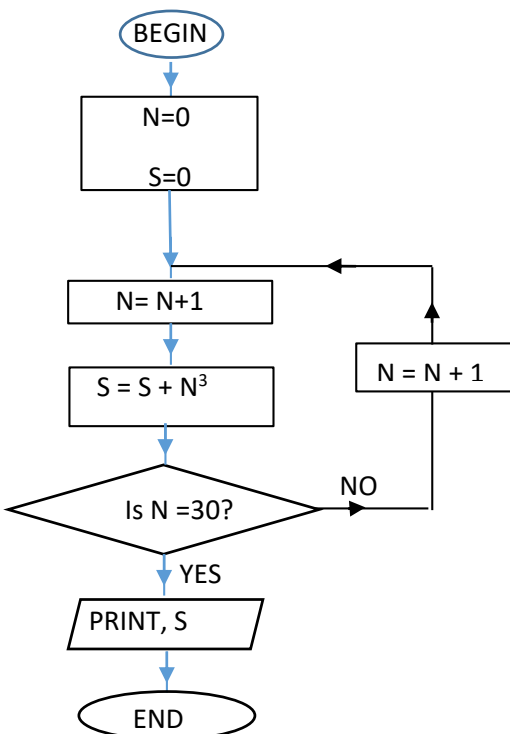 BEGIN
N=0
S=0
N= N+1
S = S + N³
N = N + 1
Is N =30?
NO
YES
PRINT, S
END